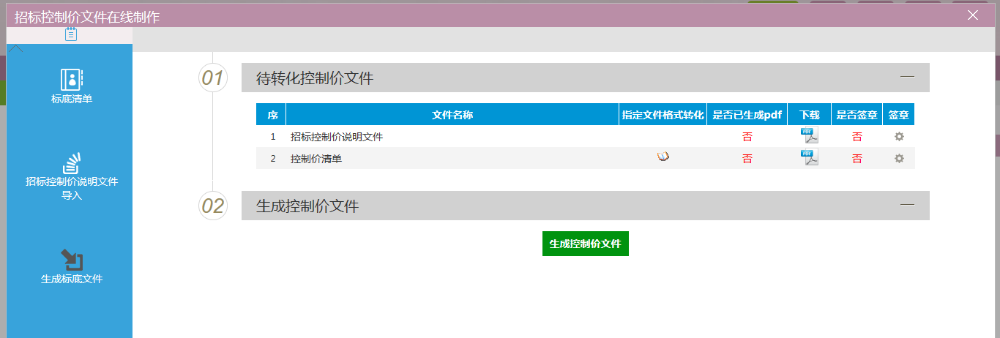 招标控制价文件在线制作
标底清单
招标控制价说明文件
导入
生成标底文件
01 待转化控制价文件
序 文件名称 指定文件格式转化 是否已生成pdf 下载 是否签章 签章
1 招标控制价说明文件 否 PDF 否
2 控制价清单 否 PDF 否
02 生成控制价文件
生成控制价文件